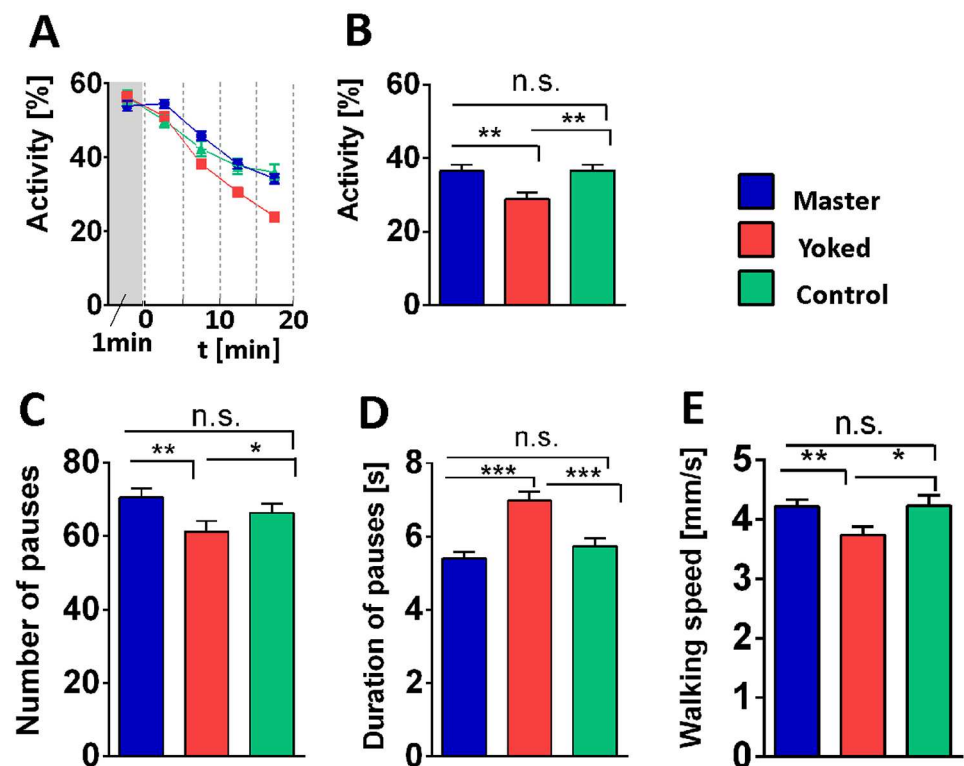 A
Activity [%]
60
40
20
0
0
10
20
1min
t [min]
B
n.s.
**
**
Activity [%]
60
40
20
0
Master
Yoked
Control
C
n.s.
**
*
Number of pauses
80
60
40
20
0
D
n.s.
***
***
Duration of pauses [s]
8
6
4
2
0
E
n.s.
**
*
Walking speed [mm/s]
5
4
3
2
1
0